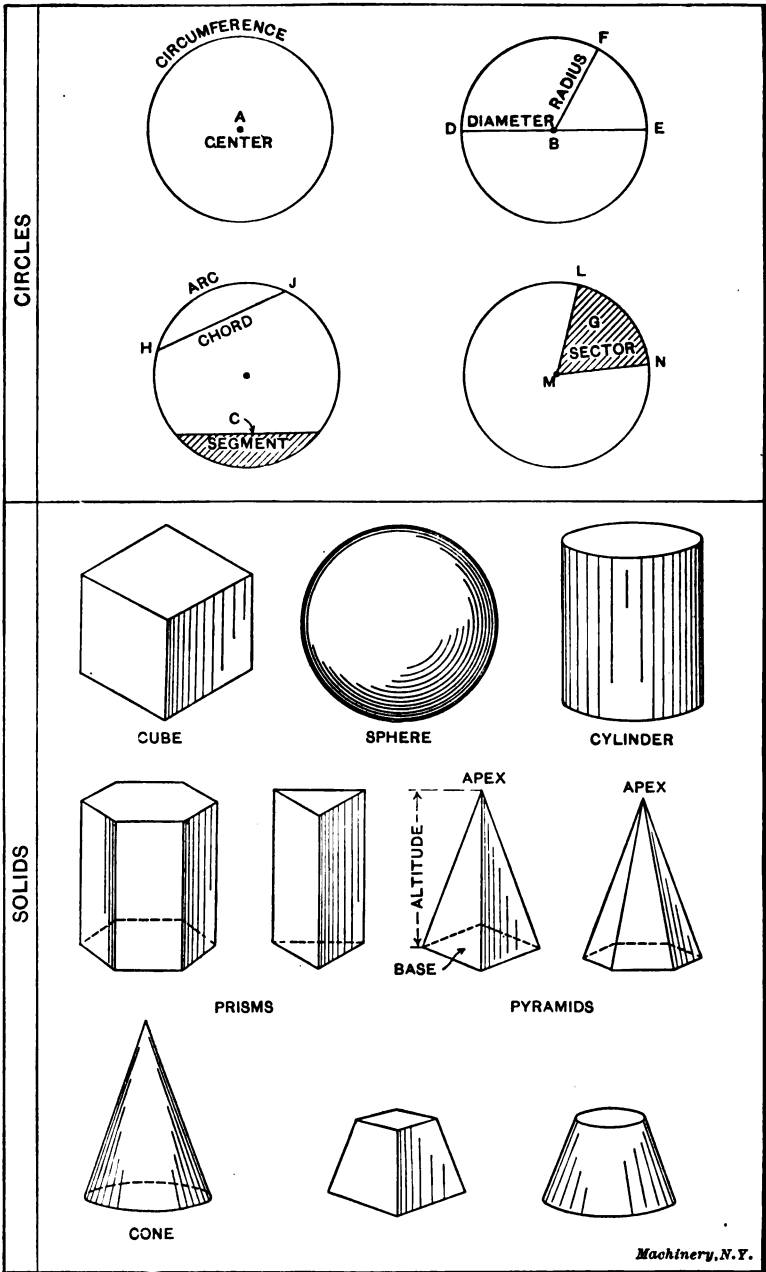 CIRCLES
CIRCUMFERENCE
A
CENTER
F
RADIUS
D
DIAMETER
B
E
ARC
J
H
CHORD
C
SEGMENT
L
G
SECTOR
N
M
SOLIDS
CUBE
SPHERE
CYLINDER
APEX
APEX
ALTITUDE
BASE
PRISMS
PYRAMIDS
CONE
Machinery, N.Y.